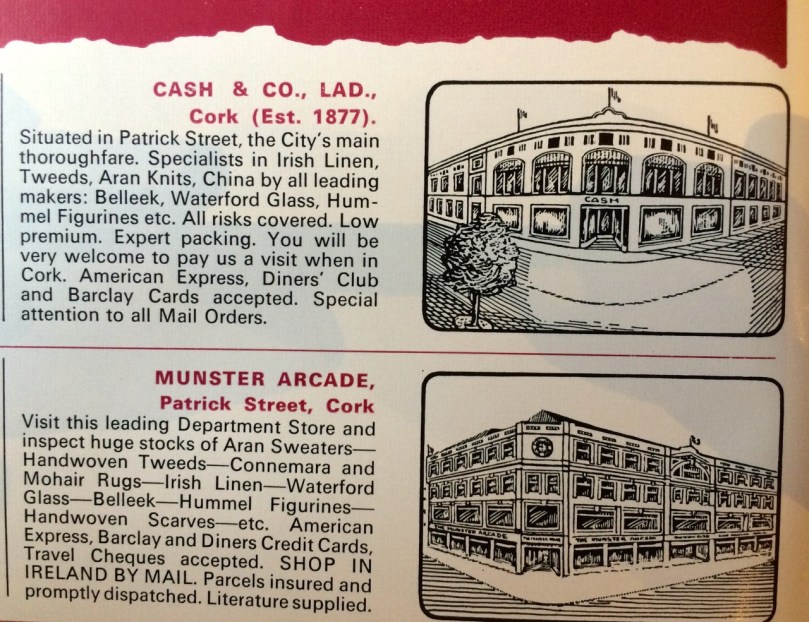 CASH & CO., LAD.,
Cork (Est. 1877).
Situated in Patrick Street, the City's main
thoroughfare. Specialists in Irish Linen,
Tweeds, Aran Knits, China by all leading
makers: Belleek, Waterford Glass, Hum-
mel Figurines etc. All risks covered. Low
premium. Expert packing. You will be
very welcome to pay us a visit when in
Cork. American Express, Diners' Club
and Barclay Cards accepted. Special
attention to all Mail Orders.
CASH
MUNSTER ARCADE,
Patrick Street, Cork
Visit this leading Department Store and
inspect huge stocks of Aran Sweaters—
Handwoven Tweeds—Connemara and
Mohair Rugs—Irish Linen—Waterford
Glass—Belleek—Hummel Figurines—
Handwoven Scarves—etc. American
Express, Barclay and Diners Credit Cards,
Travel Cheques accepted. SHOP IN
IRELAND BY MAIL. Parcels insured and
promptly dispatched. Literature supplied.
MUNSTER ARCADE
THE MUNSTER